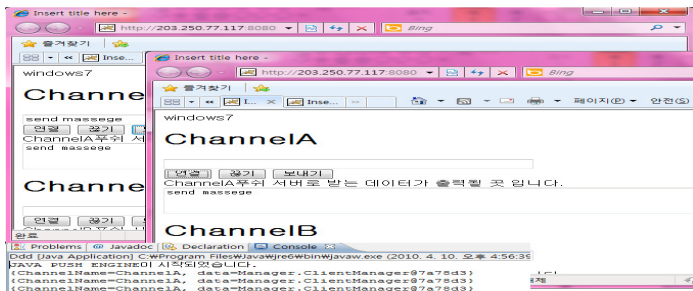 Insert title here -
http://203.250.77.117:8080
Bing
즐겨찾기
Inse...
windows7
Channe
send massage
연결 끊기
ChannelA푸쉬 서
send massege
Channe
연결 끊기
완료
Insert title here -
http://203.250.77.117:8080
Bing
즐겨찾기
I... Inse...
페이지(P) 안전(S)
windows7
ChannelA
연결 끊기 보내기
ChannelA푸쉬 서버로 받는 데이터가 출력될 곳 입니다.
send massege
ChannelB
Problems @ Javadoc Declaration Console
Ddd [Java Application] C:₩Program Files₩Java₩jre6₩bin₩javaw.exe (2010. 4. 10. 오후 4:56:39
JAVA PUSH ENGINE이 시작되었습니다.
(ChannelName=ChannelA, data=Manager.ClientManager@7a78d3)
(ChannelName=ChannelA, data=Manager.ClientManager@7a78d3)
(ChannelName=ChannelA, data=Manager.ClientManager@7a78d3)